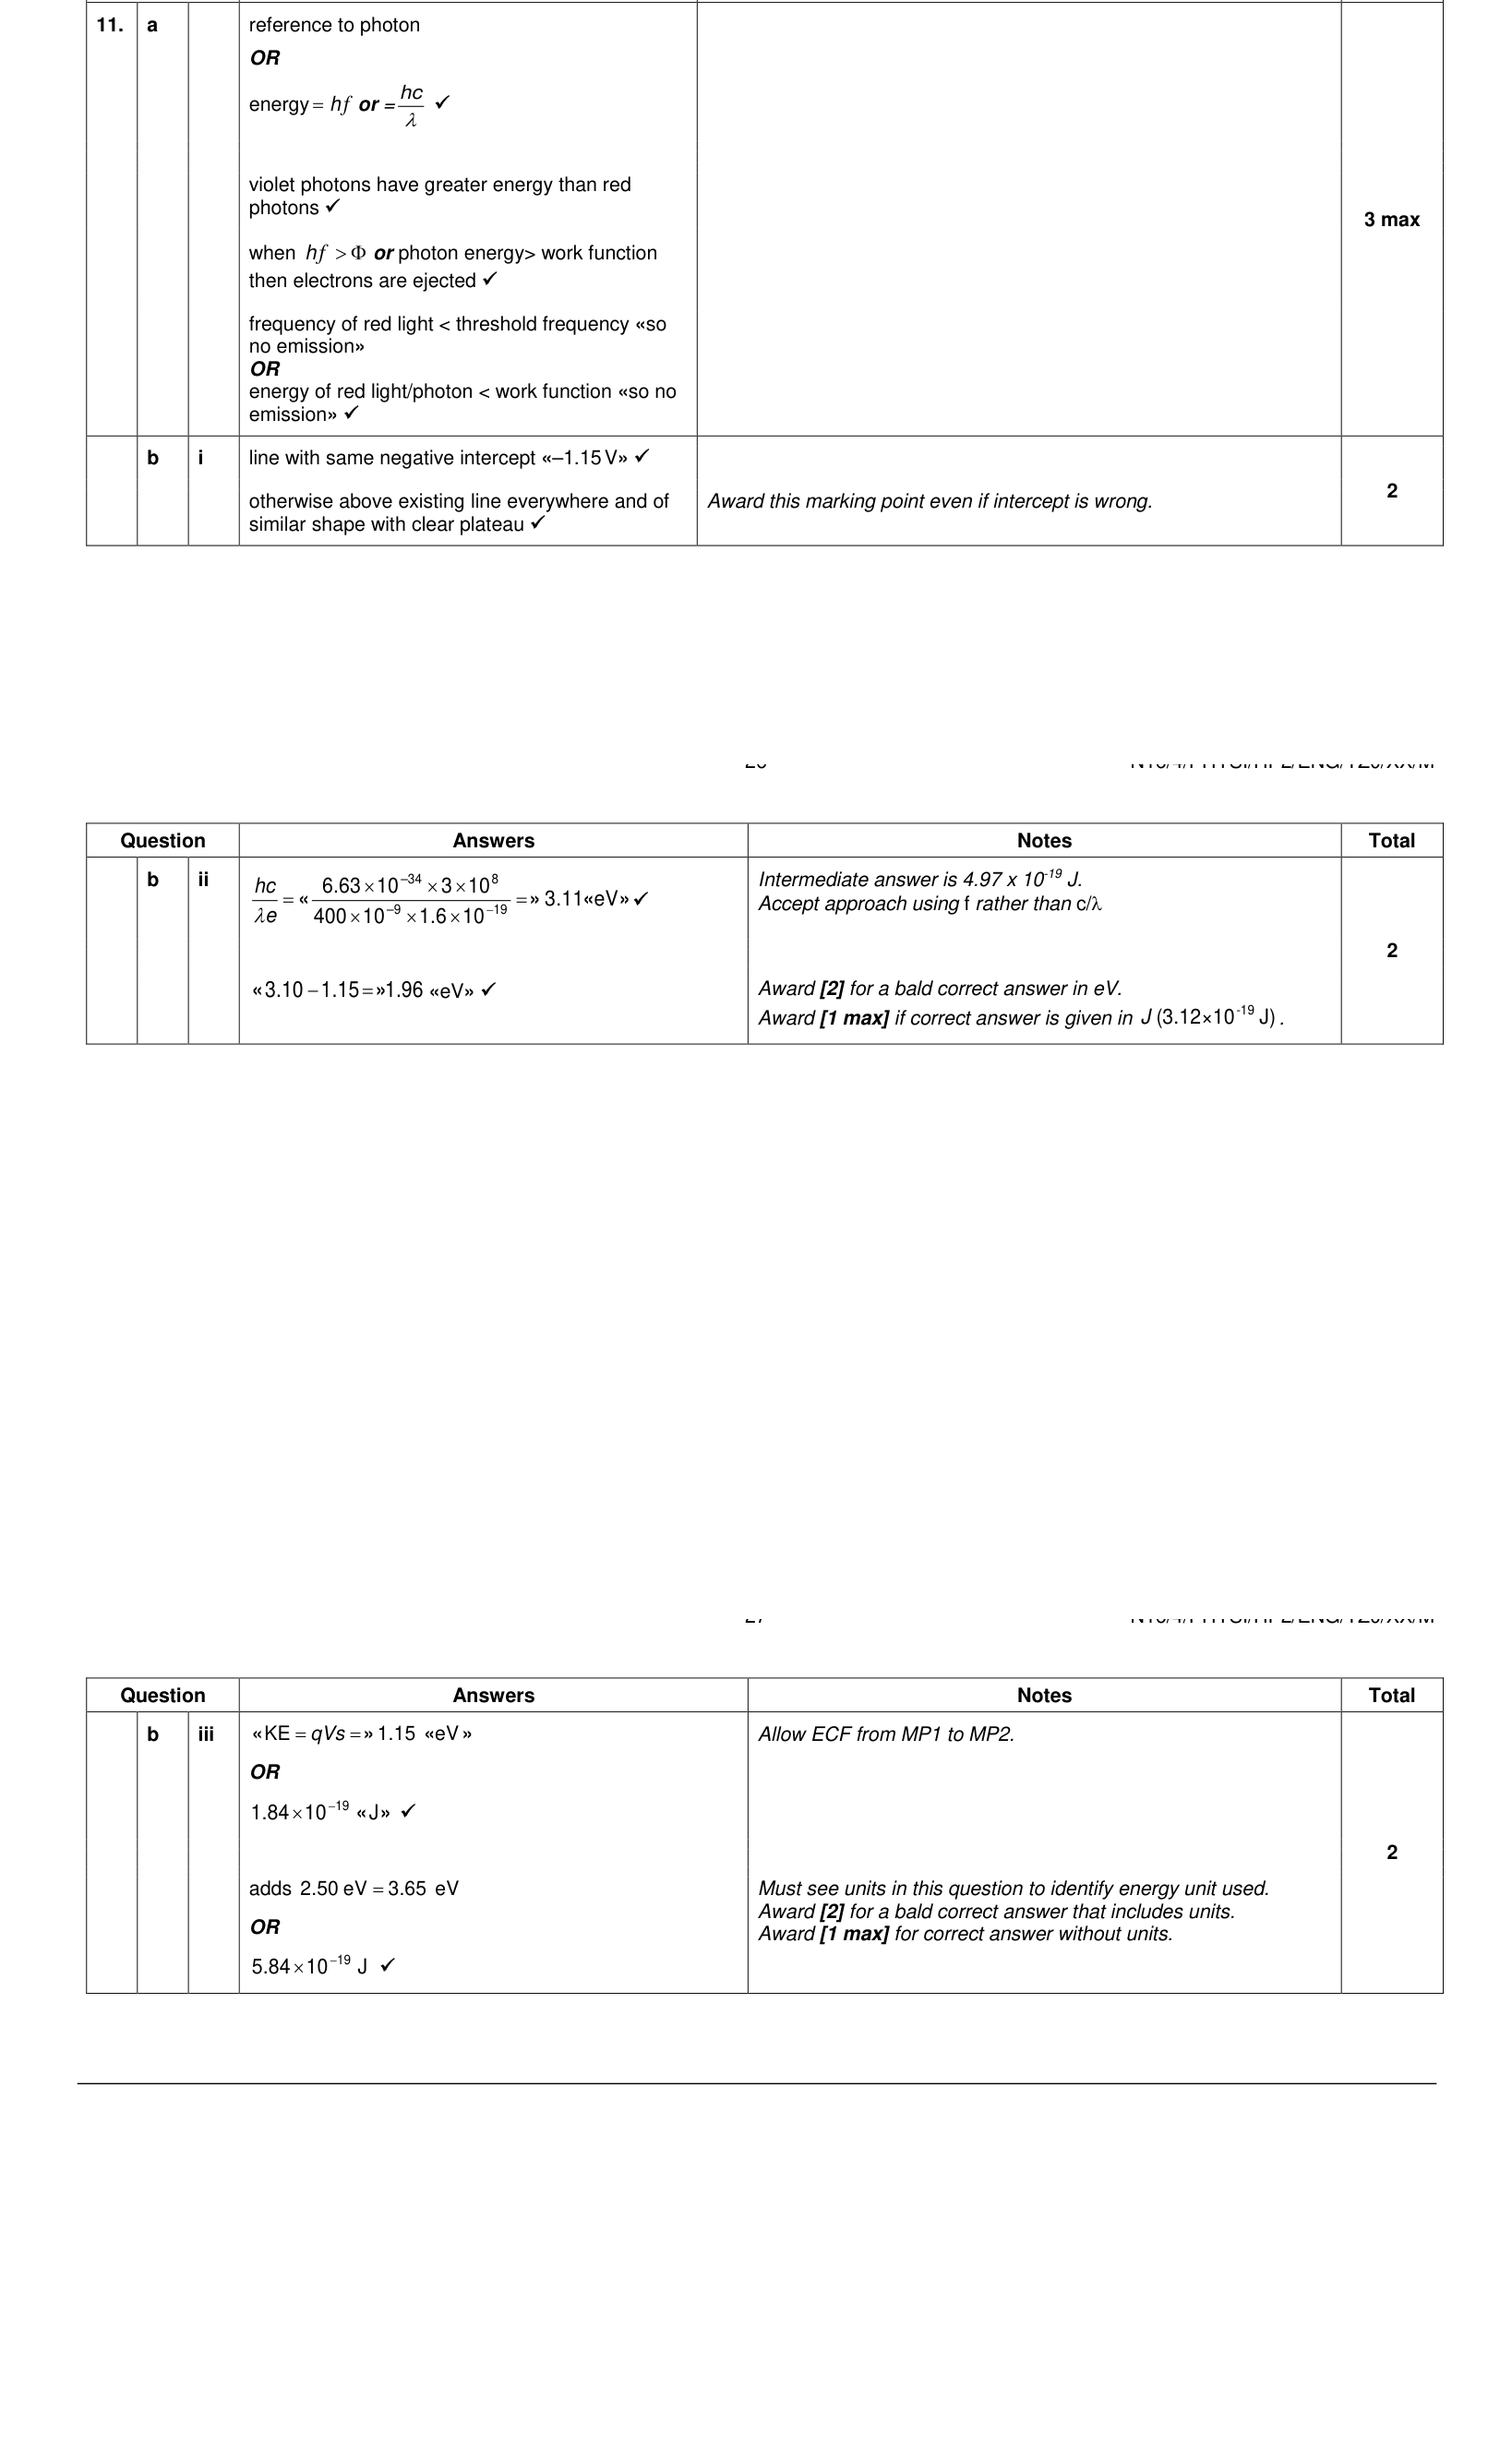 11. a reference to photon
OR
energy = hf or = hc/λ ✓
violet photons have greater energy than red
photons ✓
3 max
when hf > Φ or photon energy> work function
then electrons are ejected ✓
frequency of red light < threshold frequency «so
no emission»
OR
energy of red light/photon < work function «so no
emission» ✓
b i line with same negative intercept «–1.15 V» ✓
otherwise above existing line everywhere and of
similar shape with clear plateau ✓
Award this marking point even if intercept is wrong.
2
Question Answers Notes Total
b ii hc/λe = « 6.63×10⁻³⁴ ×3×10⁸ / 400×10⁻⁹ ×1.6×10⁻¹⁹ =» 3.11«eV» ✓
Intermediate answer is 4.97 x 10⁻¹⁹ J.
Accept approach using f rather than c/λ
2
«3.10 – 1.15 =»1.96 «eV» ✓
Award [2] for a bald correct answer in eV.
Award [1 max] if correct answer is given in J (3.12×10⁻¹⁹ J) .
Question Answers Notes Total
b iii «KE = qVs =» 1.15 «eV»
Allow ECF from MP1 to MP2.
OR
1.84×10⁻¹⁹ «J» ✓
2
adds 2.50 eV = 3.65 eV
OR
5.84×10⁻¹⁹ J ✓
Must see units in this question to identify energy unit used.
Award [2] for a bald correct answer that includes units.
Award [1 max] for correct answer without units.